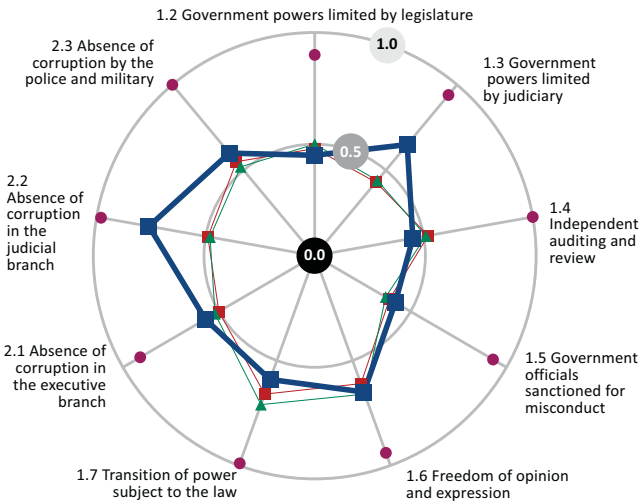 1.2 Government powers limited by legislature
1.0
2.3 Absence of
corruption by the
police and military
1.3 Government
powers limited
by judiciary
0.5
2.2
Absence of
corruption
in the
judicial
branch
1.4
Independent
auditing and
review
0.0
2.1 Absence of
corruption in
the executive
branch
1.5 Government
officials
sanctioned for
misconduct
1.7 Transition of power
subject to the law
1.6 Freedom of opinion
and expression